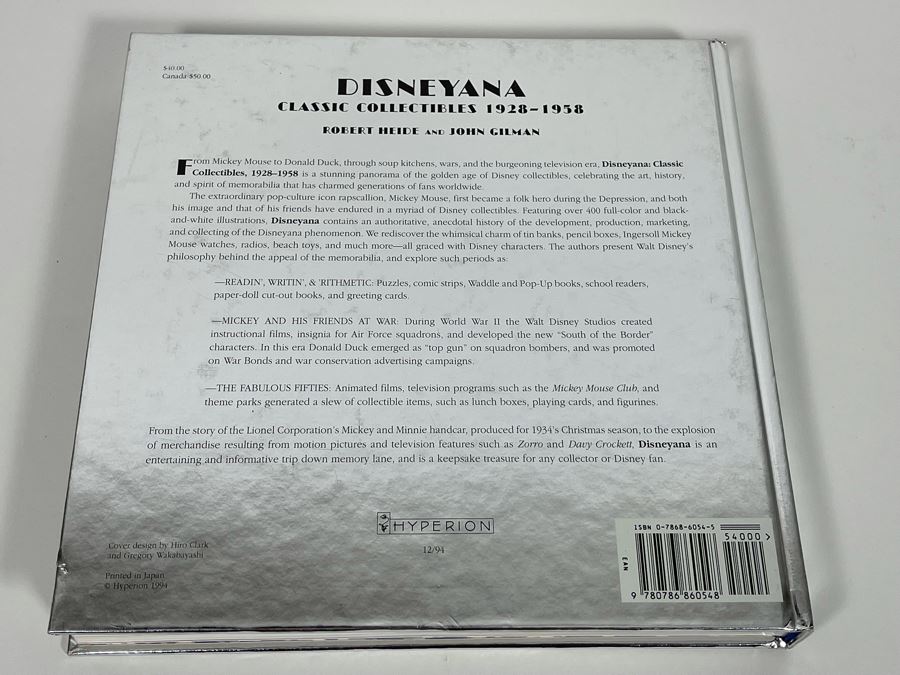 $40.00
Canada $50.00
DISNEYANA
CLASSIC COLLECTIBLES 1928–1958
ROBERT HEIDE AND JOHN GILMAN
From Mickey Mouse to Donald Duck, through soup kitchens, wars, and the burgeoning television era, Disneyana: Classic
Collectibles, 1928–1958 is a stunning panorama of the golden age of Disney collectibles, celebrating the art, history,
and spirit of memorabilia that has charmed generations of fans worldwide.
The extraordinary pop-culture icon rapscallion, Mickey Mouse, first became a folk hero during the Depression, and both
his image and that of his friends have endured in a myriad of Disney collectibles. Featuring over 400 full-color and black-
and-white illustrations, Disneyana contains an authoritative, anecdotal history of the development, production, marketing,
and collecting of the Disneyana phenomenon. We rediscover the whimsical charm of tin banks, pencil boxes, Ingersoll Mickey
Mouse watches, radios, beach toys, and much more—all graced with Disney characters. The authors present Walt Disney's
philosophy behind the appeal of the memorabilia, and explore such periods as:
—READIN', WRITIN', & 'RITHMETIC: Puzzles, comic strips, Waddle and Pop-Up books, school readers,
paper-doll cut-out books, and greeting cards.
—MICKEY AND HIS FRIENDS AT WAR: During World War II the Walt Disney Studios created
instructional films, insignia for Air Force squadrons, and developed the new "South of the Border"
characters. In this era Donald Duck emerged as "top gun" on squadron bombers, and was promoted
on War Bonds and war conservation advertising campaigns.
—THE FABULOUS FIFTIES: Animated films, television programs such as the Mickey Mouse Club, and
theme parks generated a slew of collectible items, such as lunch boxes, playing cards, and figurines.
From the story of the Lionel Corporation's Mickey and Minnie handcar, produced for 1934's Christmas season, to the explosion
of merchandise resulting from motion pictures and television features such as Zorro and Davy Crockett, Disneyana is an
entertaining and informative trip down memory lane, and is a keepsake treasure for any collector or Disney fan.
HYPERION
12/94
Cover design by Hiro Clark
and Gregory Wakabayashi
Printed in Japan
© Hyperion 1994
ISBN 0-7868-6054-5
54000>
EAN
9 780786 860548